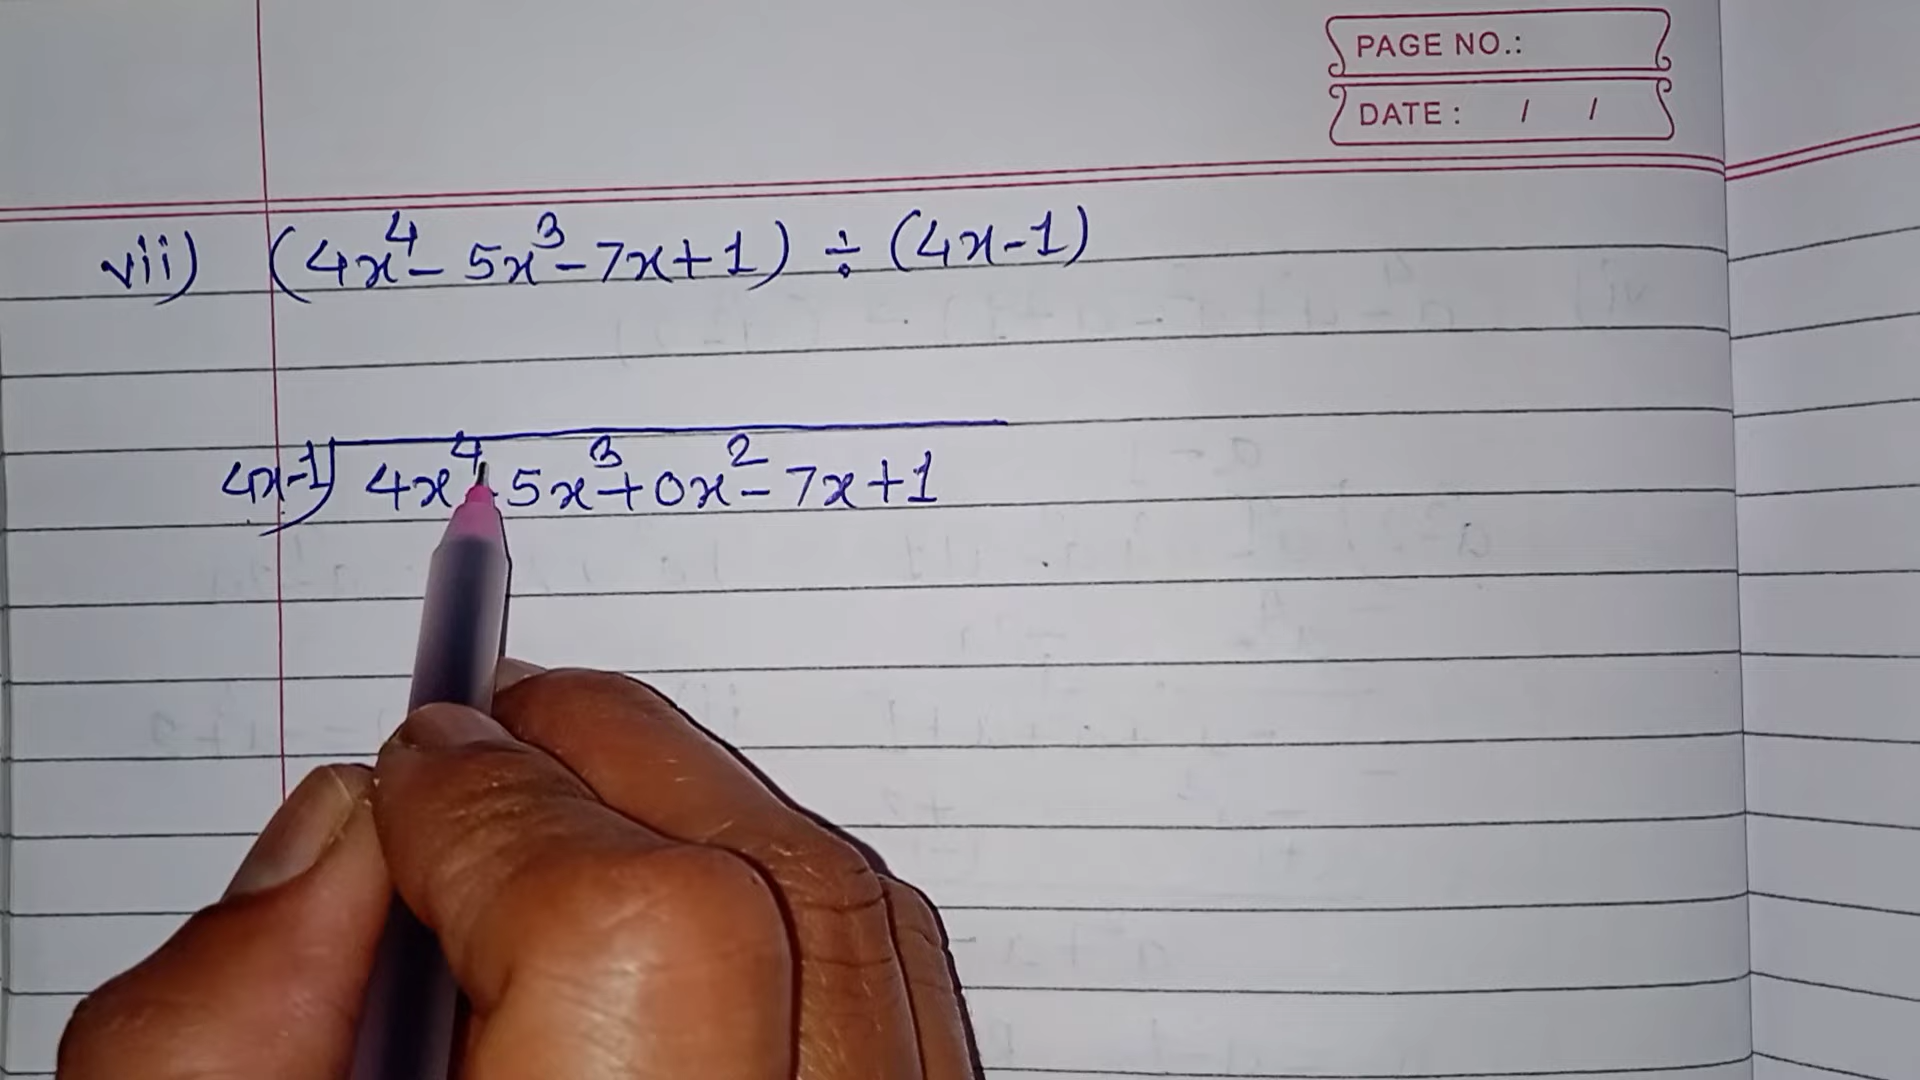 PAGE NO.:
DATE : / /
vii) (4x⁴ - 5x³ - 7x + 1) ÷ (4x - 1)
4x-1) 4x⁴ - 5x³ + 0x² - 7x + 1